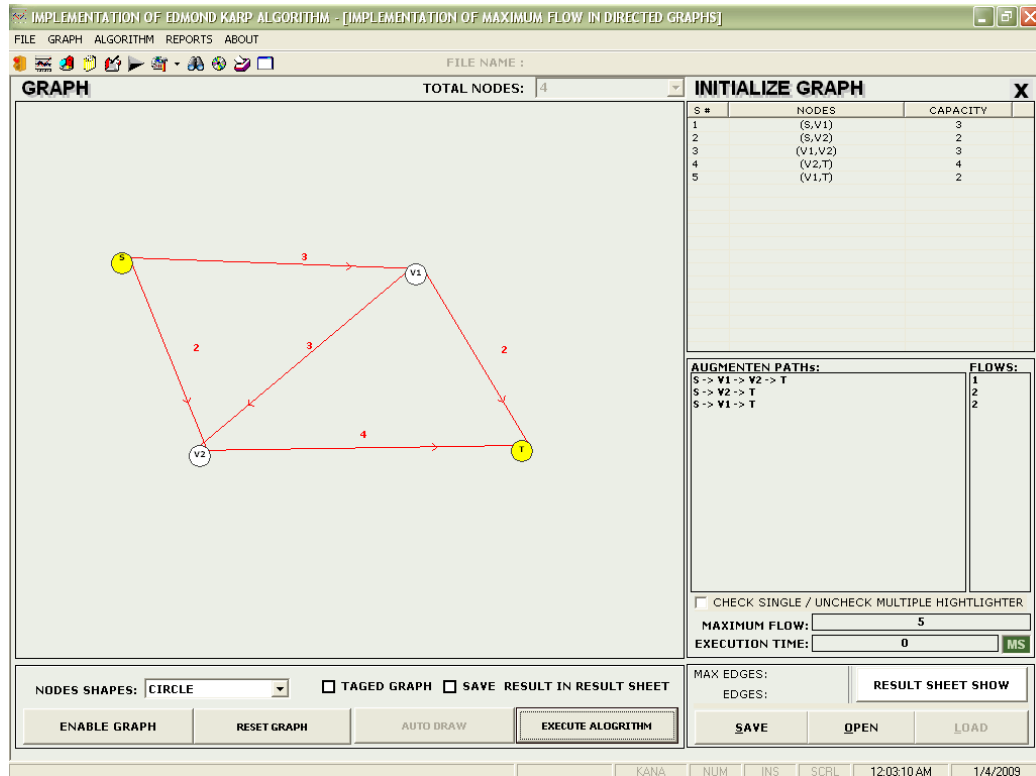 IMPLEMENTATION OF EDMOND KARP ALGORITHM - [IMPLEMENTATION OF MAXIMUM FLOW IN DIRECTED GRAPHS]
FILE GRAPH ALGORITHM REPORTS ABOUT
FILE NAME :
GRAPH
TOTAL NODES: 4
S
3
V1
2
3
2
V2
4
T
INITIALIZE GRAPH X
S # NODES CAPACITY
1 (S,V1) 3
2 (S,V2) 2
3 (V1,V2) 3
4 (V2,T) 4
5 (V1,T) 2
AUGMENTEN PATHs: FLOWS:
S -> V1 -> V2 -> T 1
S -> V2 -> T 2
S -> V1 -> T 2
CHECK SINGLE / UNCHECK MULTIPLE HIGHTLIGHTER
MAXIMUM FLOW: 5
EXECUTION TIME: 0 MS
NODES SHAPES: CIRCLE
TAGED GRAPH SAVE RESULT IN RESULT SHEET
ENABLE GRAPH RESET GRAPH AUTO DRAW EXECUTE ALOGRITHM
MAX EDGES:
EDGES:
RESULT SHEET SHOW
SAVE OPEN LOAD
KANA NUM INS SCRL 12:03:10 AM 1/4/2009